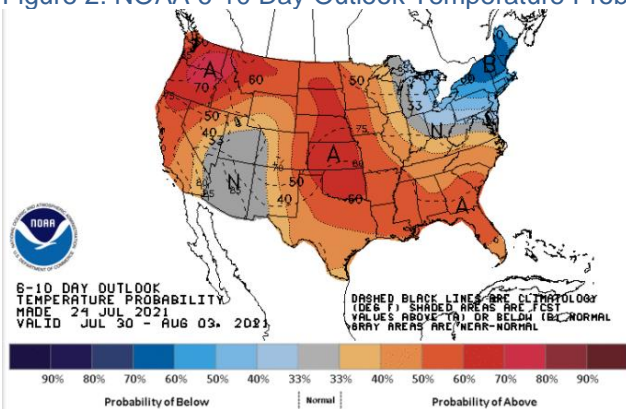 Figure 2. NOAA 6-10 Day Outlook Temperature Prob
A
60
70
50
40
33
N
A
50
60
40
75
80
70
85
33
N
B
A
NOAA
6-10 DAY OUTLOOK
TEMPERATURE PROBABILITY
MADE 24 JUL 2021
VALID JUL 30 - AUG 03, 2021
DASHED BLACK LINES ARE CLIMATOLOGY
(DEG F) SHADED AREAS ARE FCST
VALUES ABOVE (A) OR BELOW (B) NORMAL
GRAY AREAS ARE NEAR-NORMAL
90% 80% 70% 60% 50% 40% 33% 33% 40% 50% 60% 70% 80% 90%
Probability of Below Normal Probability of Above